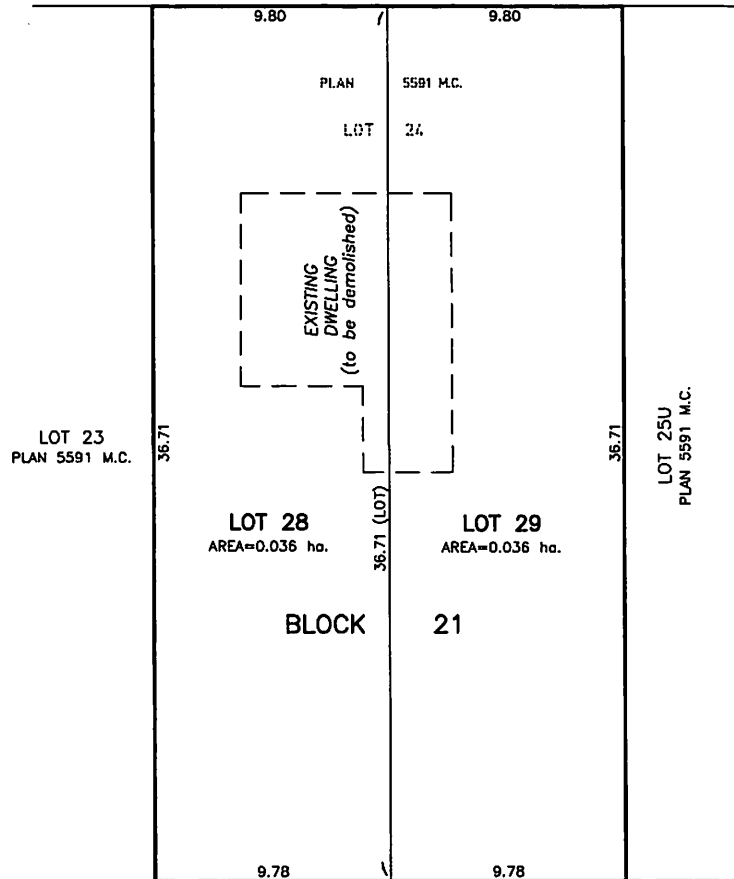 9.80 9.80
PLAN 5591 M.C.
LOT 24
EXISTING
DWELLING
(to be demolished)
LOT 23
PLAN 5591 M.C.
36.71
36.71
LOT 25U
PLAN 5591 M.C.
36.71 (LOT)
LOT 28
AREA=0.036 ha.
LOT 29
AREA=0.036 ha.
BLOCK 21
9.78 9.78